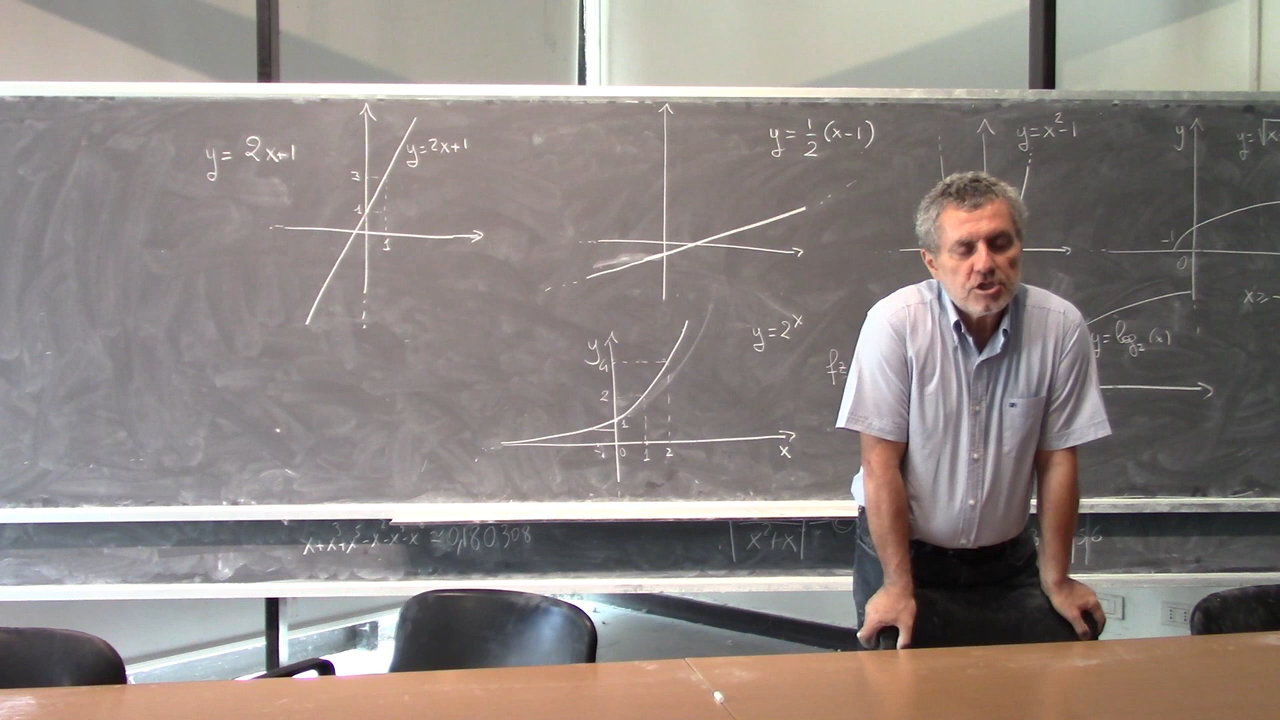 y = 2x+1
y = 2x+1
3
1
1
y = 1/2 (x-1)
y = x²-1
y
y = √x
-1
0
x ≥ -
y = 2ˣ
y
4
2
1
-1 0 1 2
x
y = log₂(x)
|x²+x|